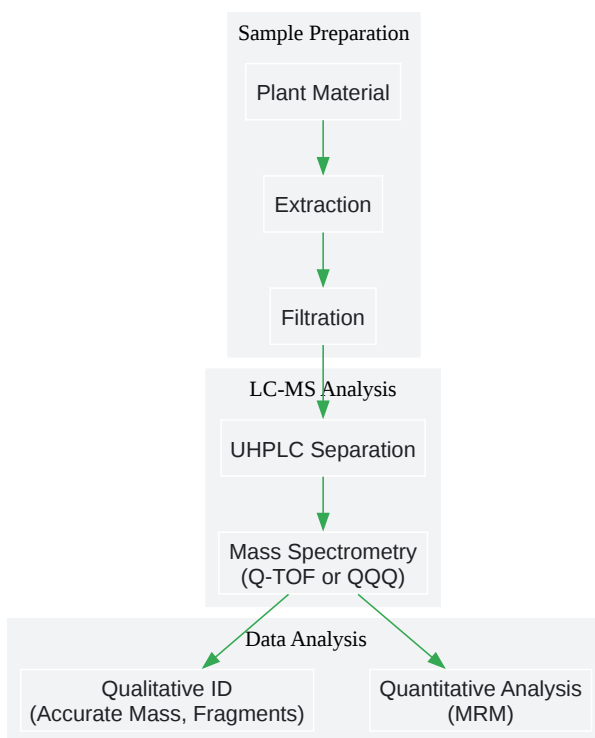 Sample Preparation
Plant Material
Extraction
Filtration
LC-MS Analysis
UHPLC Separation
Mass Spectrometry
(Q-TOF or QQQ)
Data Analysis
Qualitative ID
(Accurate Mass, Fragments)
Quantitative Analysis
(MRM)